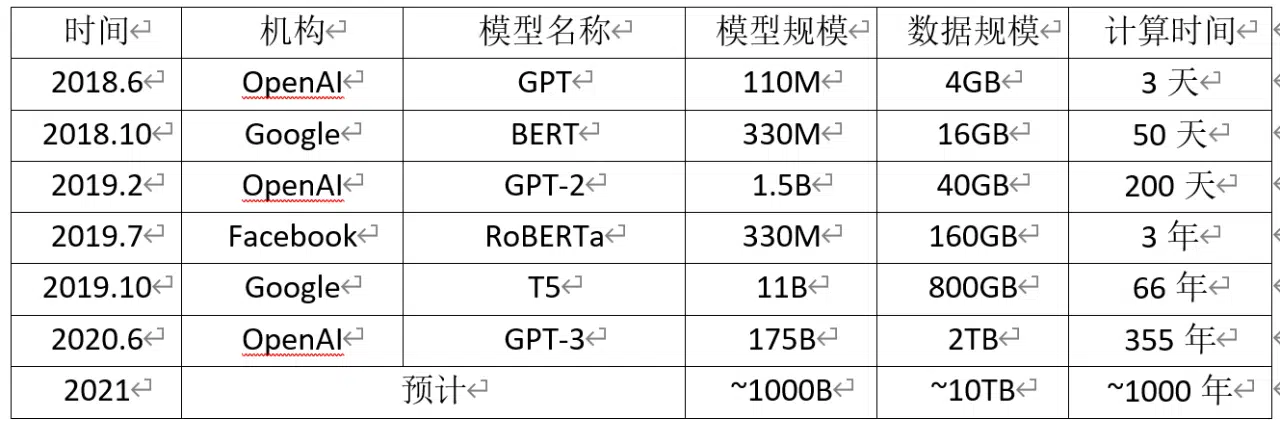 时间 机构 模型名称 模型规模 数据规模 计算时间
2018.6 OpenAI GPT 110M 4GB 3 天
2018.10 Google BERT 330M 16GB 50 天
2019.2 OpenAI GPT-2 1.5B 40GB 200 天
2019.7 Facebook RoBERTa 330M 160GB 3 年
2019.10 Google T5 11B 800GB 66 年
2020.6 OpenAI GPT-3 175B 2TB 355 年
2021 预计 ~1000B ~10TB ~1000 年